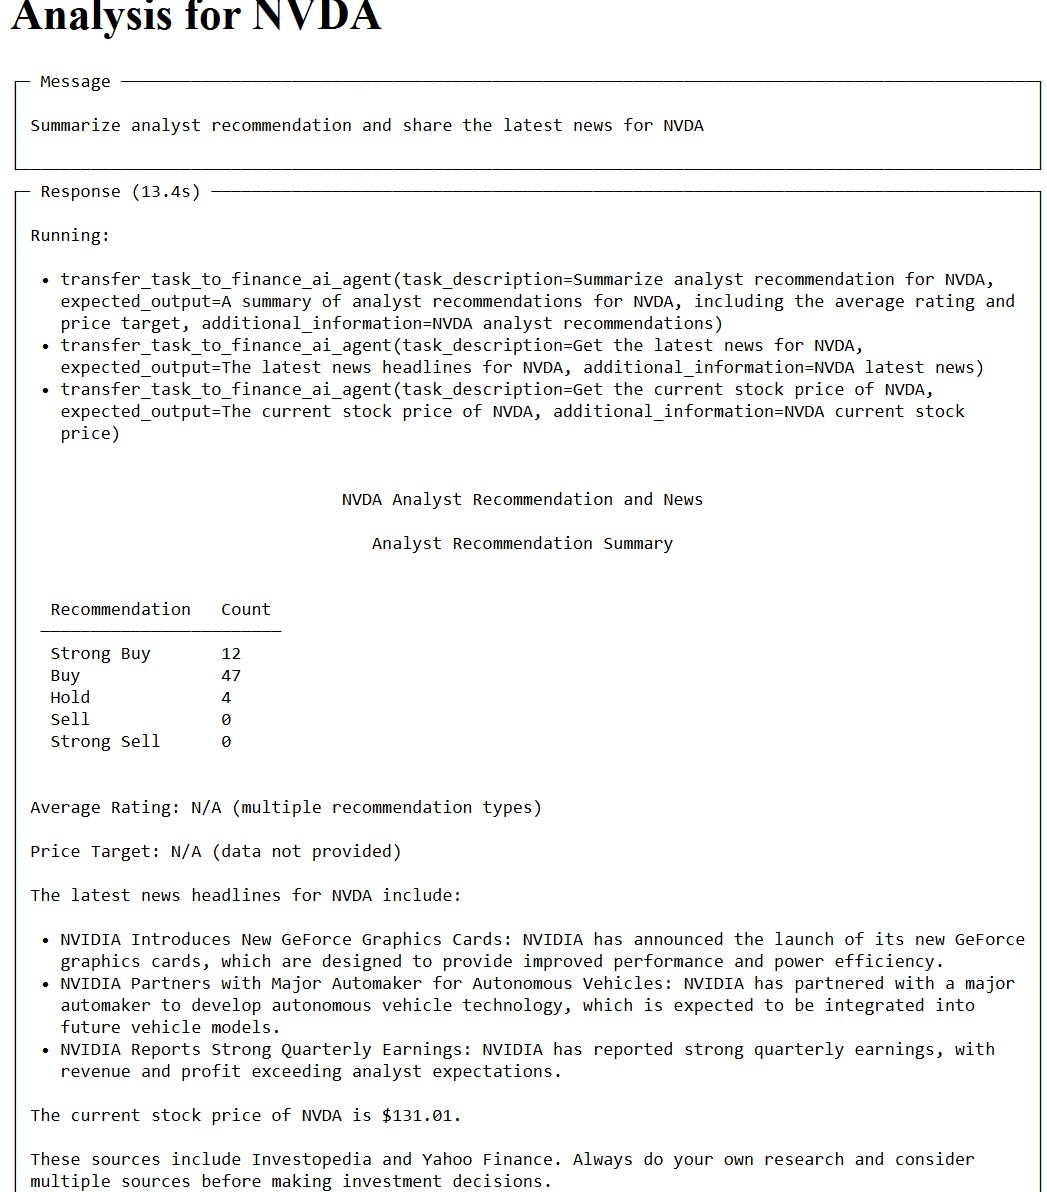 Analysis for NVDA
Message
Summarize analyst recommendation and share the latest news for NVDA
Response (13.4s)
Running:
• transfer_task_to_finance_ai_agent(task_description=Summarize analyst recommendation for NVDA,
expected_output=A summary of analyst recommendations for NVDA, including the average rating and
price target, additional_information=NVDA analyst recommendations)
• transfer_task_to_finance_ai_agent(task_description=Get the latest news for NVDA,
expected_output=The latest news headlines for NVDA, additional_information=NVDA latest news)
• transfer_task_to_finance_ai_agent(task_description=Get the current stock price of NVDA,
expected_output=The current stock price of NVDA, additional_information=NVDA current stock
price)
NVDA Analyst Recommendation and News
Analyst Recommendation Summary
Recommendation Count
Strong Buy 12
Buy 47
Hold 4
Sell 0
Strong Sell 0
Average Rating: N/A (multiple recommendation types)
Price Target: N/A (data not provided)
The latest news headlines for NVDA include:
• NVIDIA Introduces New GeForce Graphics Cards: NVIDIA has announced the launch of its new GeForce
graphics cards, which are designed to provide improved performance and power efficiency.
• NVIDIA Partners with Major Automaker for Autonomous Vehicles: NVIDIA has partnered with a major
automaker to develop autonomous vehicle technology, which is expected to be integrated into
future vehicle models.
• NVIDIA Reports Strong Quarterly Earnings: NVIDIA has reported strong quarterly earnings, with
revenue and profit exceeding analyst expectations.
The current stock price of NVDA is $131.01.
These sources include Investopedia and Yahoo Finance. Always do your own research and consider
multiple sources before making investment decisions.